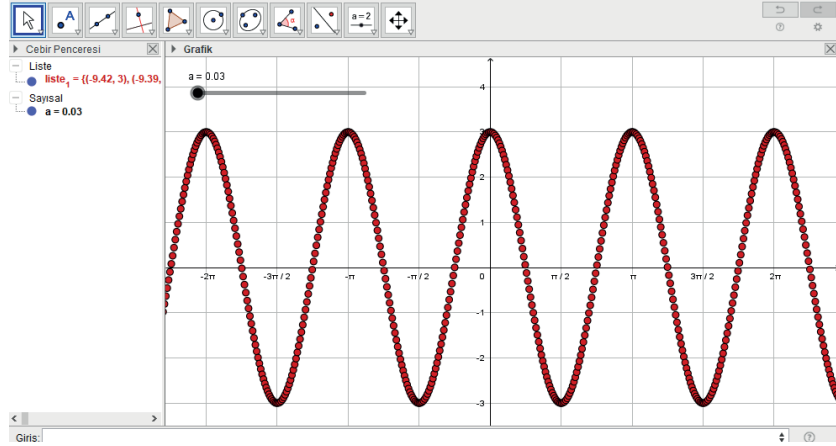 A
α
a=2
Cebir Penceresi
Grafik
Liste
liste₁ = {(-9.42, 3), (-9.39,
Sayısal
a = 0.03
a = 0.03
4
3
2
1
-2π -3π / 2 -π -π / 2 0 π / 2 π 3π / 2 2π
-1
-2
-3
Giriş: